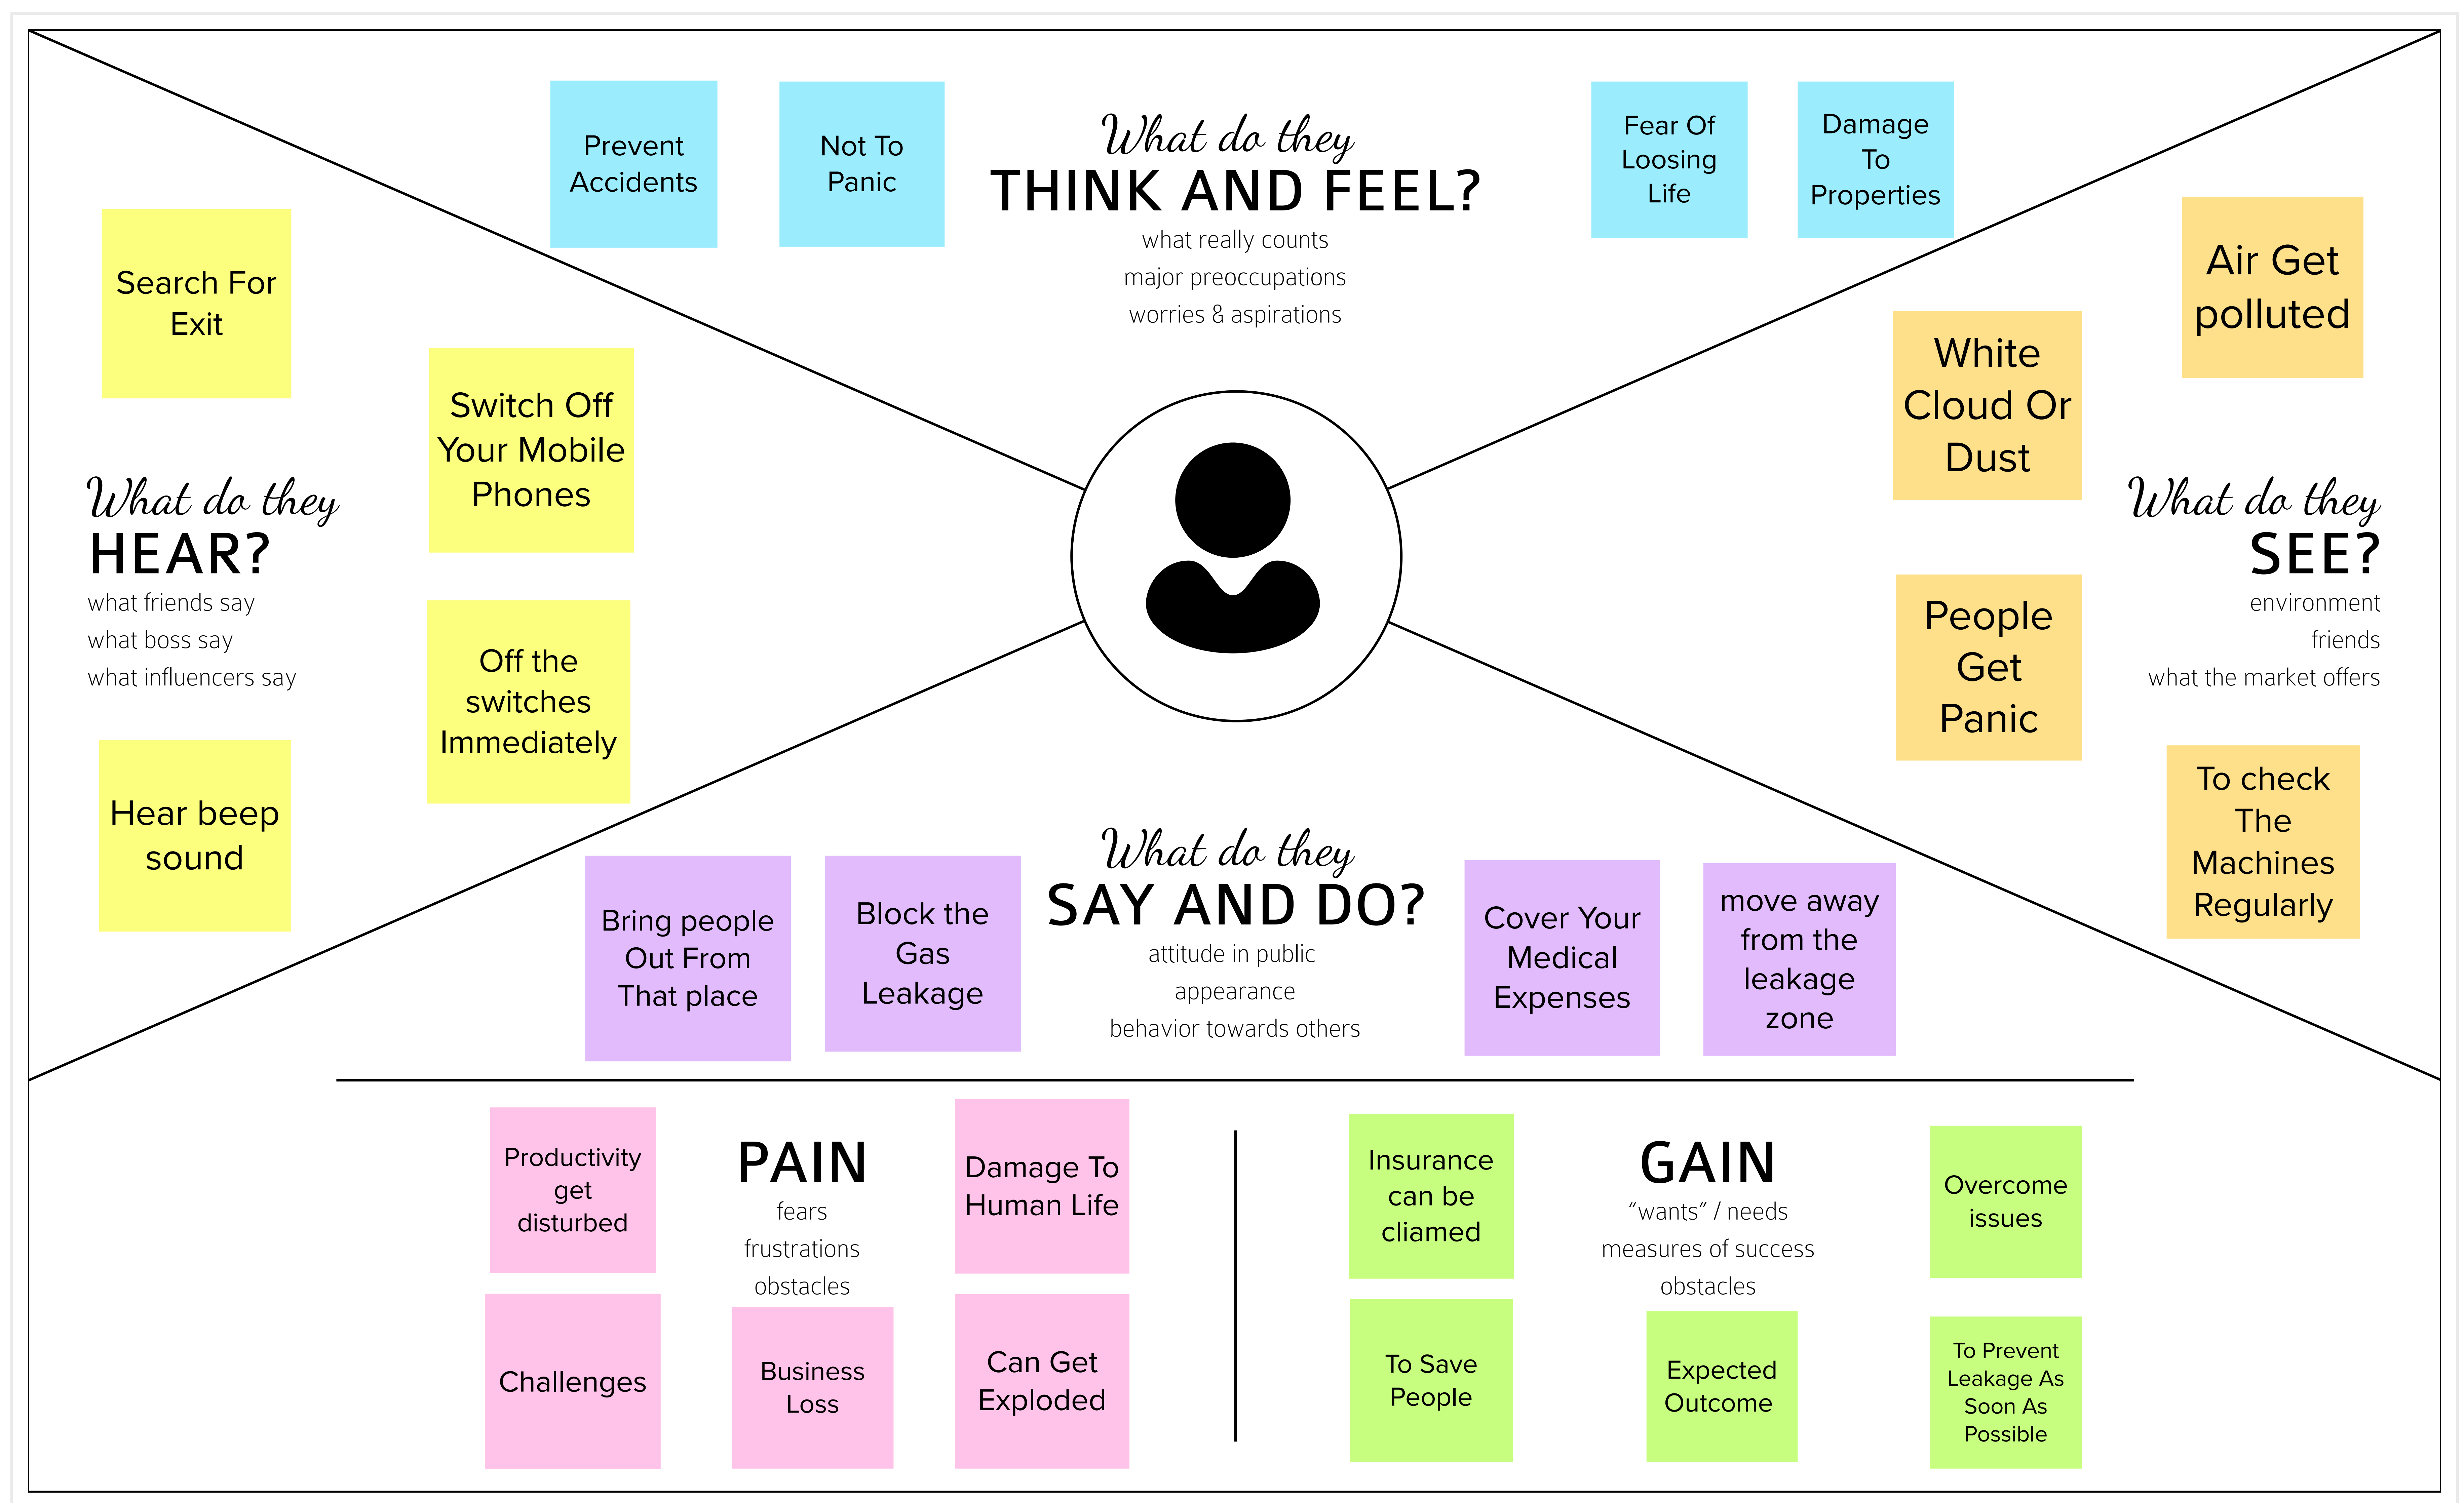 Prevent
Accidents
Not To
Panic
What do they
THINK AND FEEL?
what really counts
major preoccupations
worries & aspirations
Fear Of
Loosing
Life
Damage
To
Properties
Search For
Exit
Switch Off
Your Mobile
Phones
What do they
HEAR?
what friends say
what boss say
what influencers say
Off the
switches
Immediately
Hear beep
sound
Air Get
polluted
White
Cloud Or
Dust
What do they
SEE?
environment
friends
what the market offers
People
Get
Panic
To check
The
Machines
Regularly
Bring people
Out From
That place
Block the
Gas
Leakage
What do they
SAY AND DO?
attitude in public
appearance
behavior towards others
Cover Your
Medical
Expenses
move away
from the
leakage
zone
Productivity
get
disturbed
PAIN
fears
frustrations
obstacles
Damage To
Human Life
Challenges
Business
Loss
Can Get
Exploded
Insurance
can be
cliamed
GAIN
“wants” / needs
measures of success
obstacles
Overcome
issues
To Save
People
Expected
Outcome
To Prevent
Leakage As
Soon As
Possible